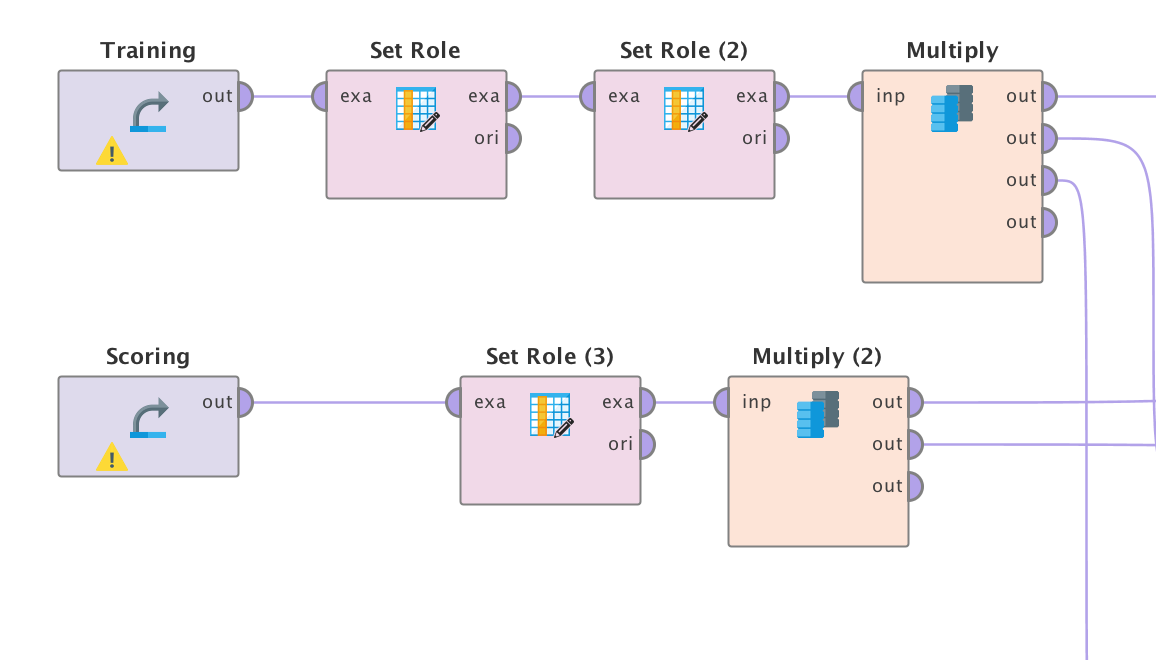 Training
Set Role
Set Role (2)
Multiply
out
exa
exa
exa
exa
inp
out
ori
ori
out
out
out
Scoring
Set Role (3)
Multiply (2)
out
exa
exa
inp
out
ori
out
out